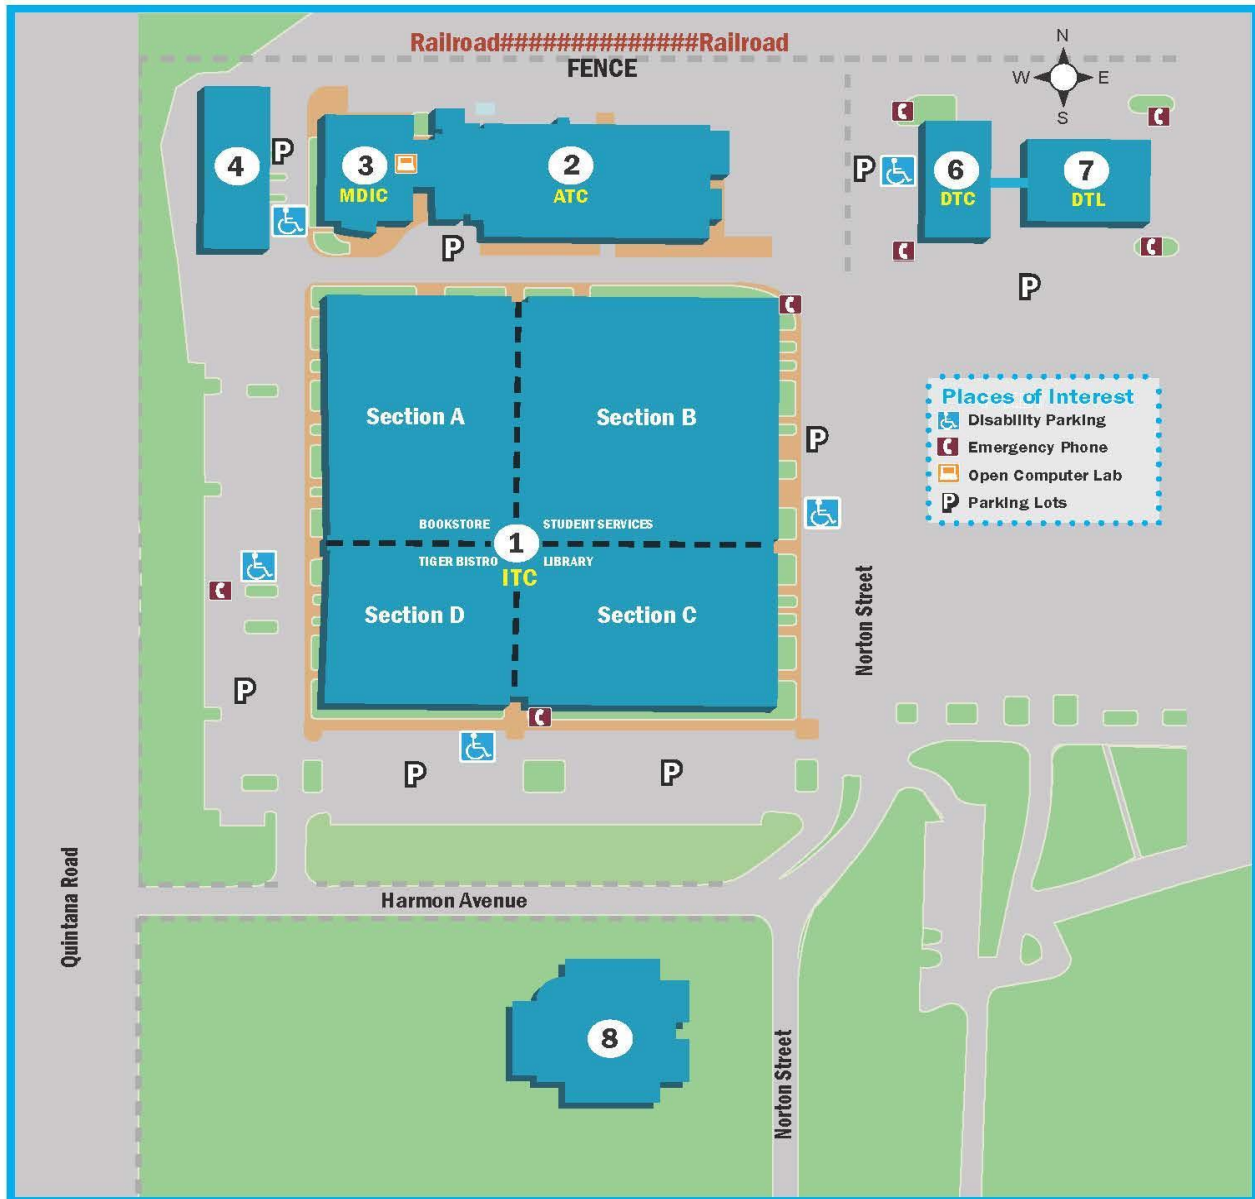 Railroad##############Railroad
FENCE
N
W E
S
4
P
3
MDIC
2
ATC
P
P
6
DTC
7
DTL
P
Section A
Section B
P
BOOKSTORE
STUDENT SERVICES
1
TIGER BISTRO
LIBRARY
ITC
Section D
Section C
Places of Interest
Disability Parking
Emergency Phone
Open Computer Lab
P Parking Lots
Norton Street
P
P
P
Harmon Avenue
Quintana Road
8
Norton Street